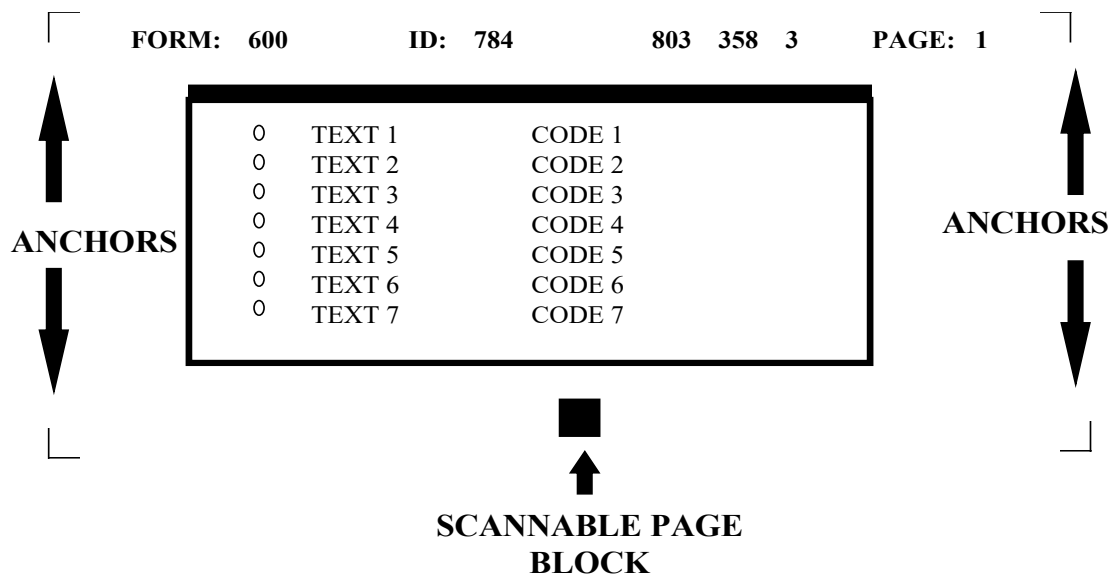 FORM: 600 ID: 784 803 358 3 PAGE: 1
O TEXT 1 CODE 1
O TEXT 2 CODE 2
O TEXT 3 CODE 3
O TEXT 4 CODE 4
O TEXT 5 CODE 5
O TEXT 6 CODE 6
O TEXT 7 CODE 7
ANCHORS
ANCHORS
SCANNABLE PAGE
BLOCK